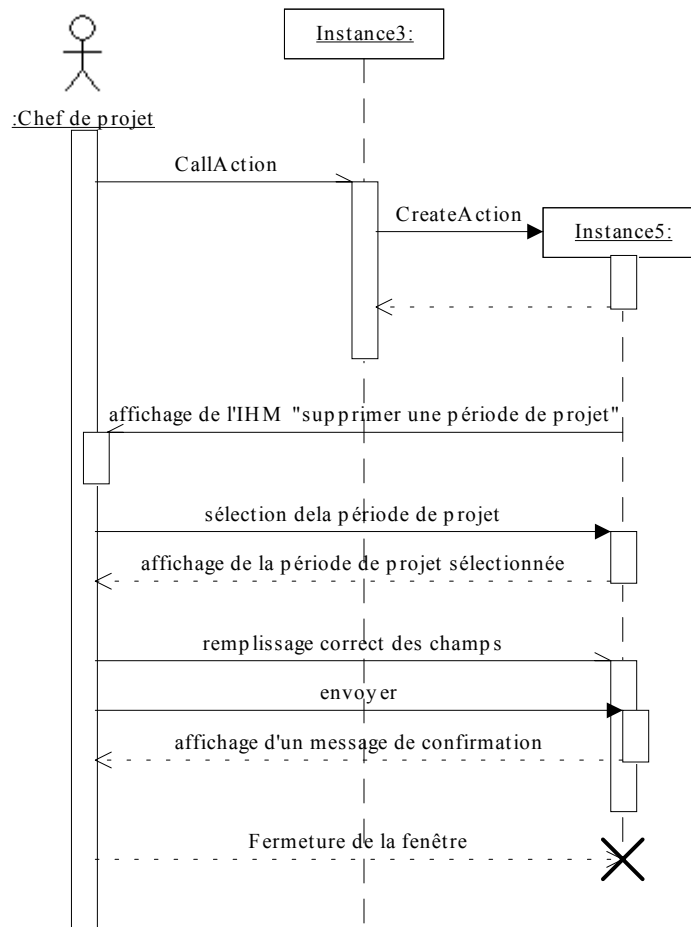 Instance3:
:Chef de projet
CallAction
CreateAction
Instance5:
affichage de l'IHM "supprimer une période de projet"
sélection dela période de projet
affichage de la période de projet sélectionnée
remplissage correct des champs
envoyer
affichage d'un message de confirmation
Fermeture de la fenêtre